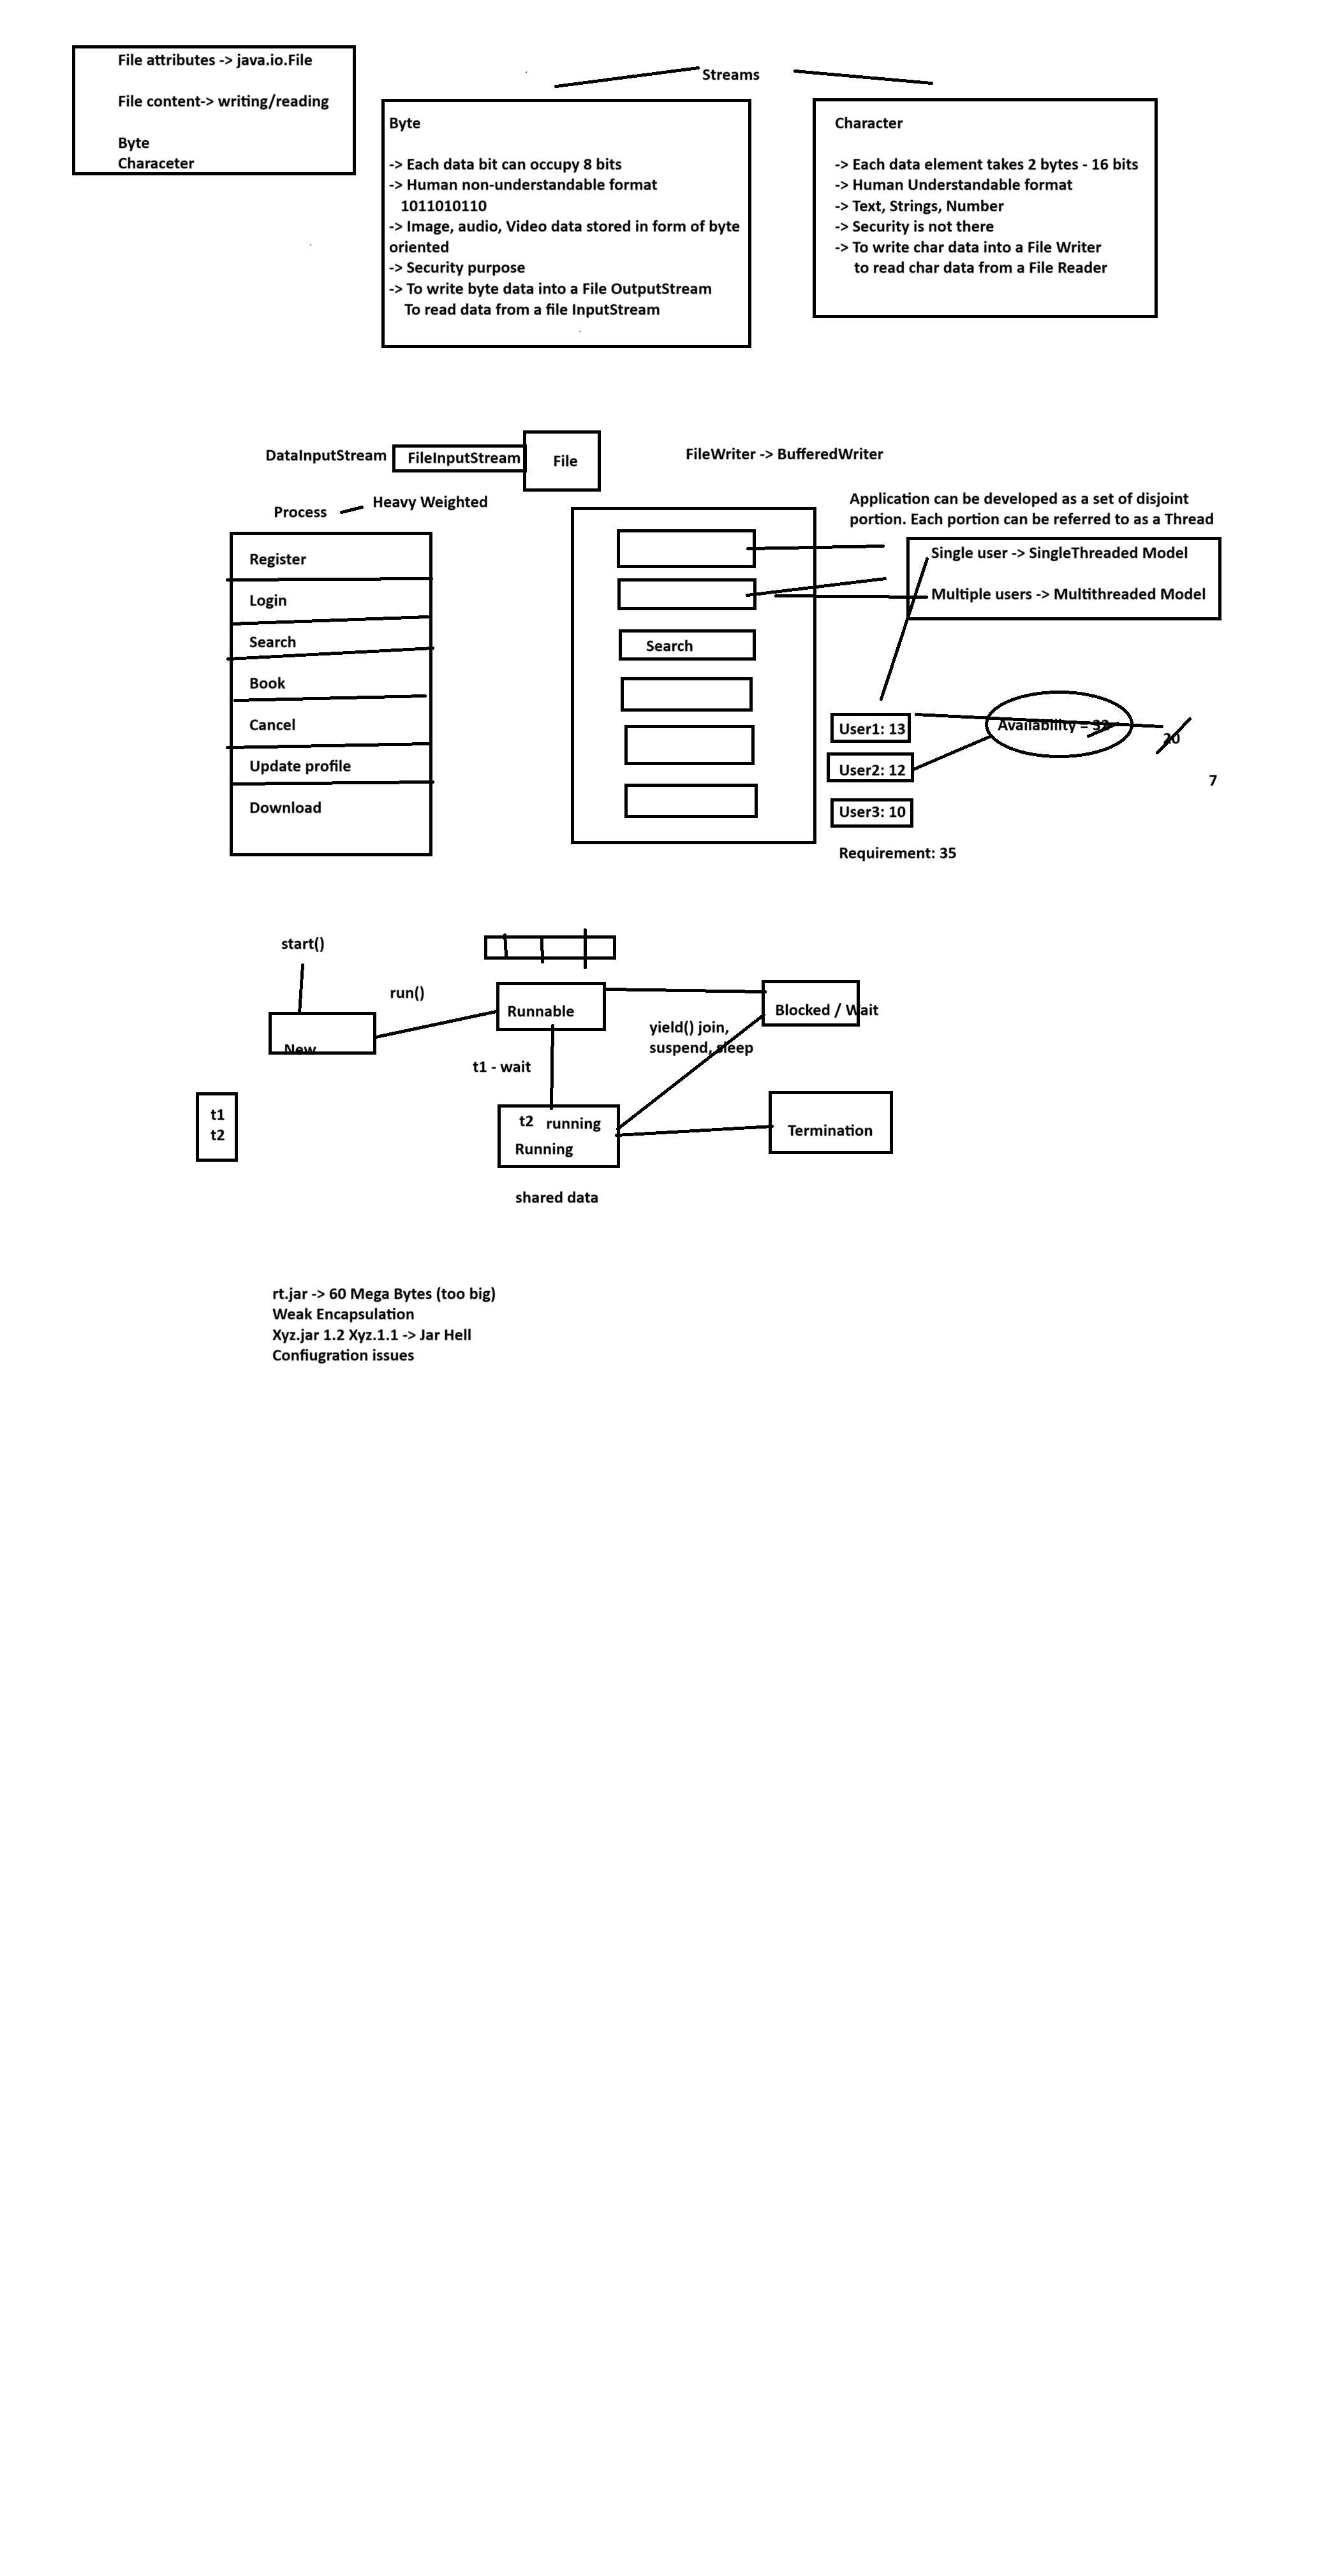 File attributes -> java.io.File
File content-> writing/reading
Byte
Characeter
Streams
Byte
-> Each data bit can occupy 8 bits
-> Human non-understandable format
1011010110
-> Image, audio, Video data stored in form of byte
oriented
-> Security purpose
-> To write byte data into a File OutputStream
To read data from a file InputStream
Character
-> Each data element takes 2 bytes - 16 bits
-> Human Understandable format
-> Text, Strings, Number
-> Security is not there
-> To write char data into a File Writer
to read char data from a File Reader
DataInputStream
FileInputStream
File
FileWriter -> BufferedWriter
Process
Heavy Weighted
Register
Login
Search
Book
Cancel
Update profile
Download
Search
Application can be developed as a set of disjoint
portion. Each portion can be referred to as a Thread
Single user -> SingleThreaded Model
Multiple users -> Multithreaded Model
User1: 13
User2: 12
User3: 10
Requirement: 35
Availability = 32
20
7
start()
run()
New
Runnable
Blocked / Wait
yield() join,
suspend, sleep
t1 - wait
t1
t2
t2 running
Running
Termination
shared data
rt.jar -> 60 Mega Bytes (too big)
Weak Encapsulation
Xyz.jar 1.2 Xyz.1.1 -> Jar Hell
Confiugration issues